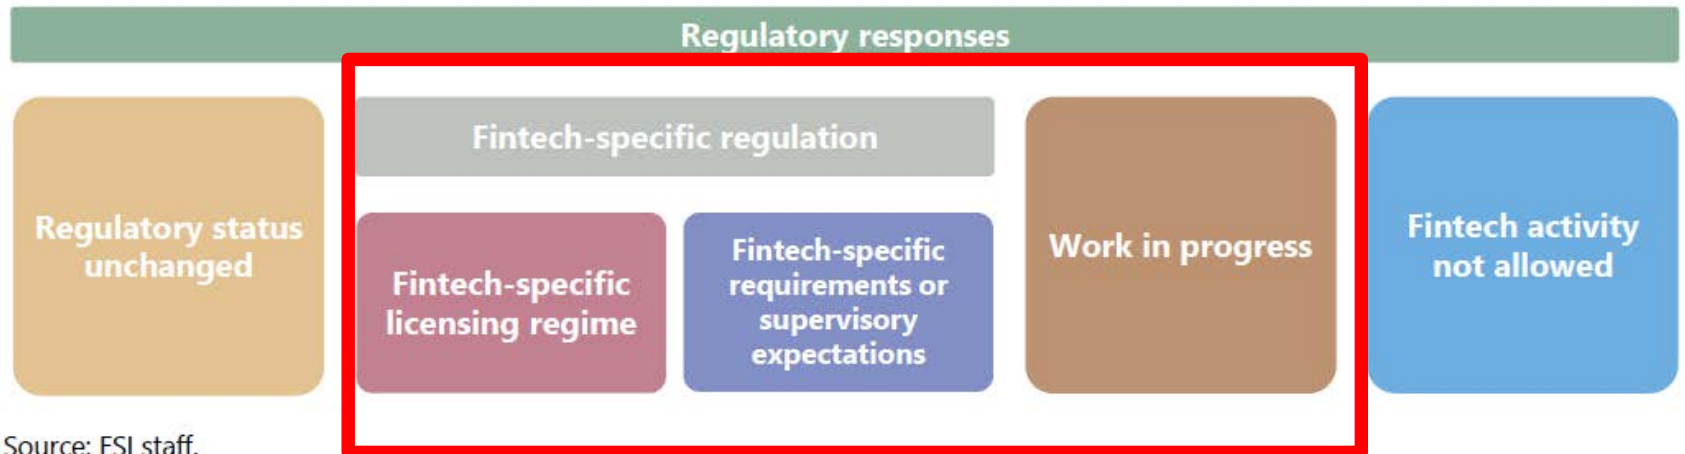 Regulatory responses
Regulatory status
unchanged
Fintech-specific regulation
Fintech-specific
licensing regime
Fintech-specific
requirements or
supervisory
expectations
Work in progress
Fintech activity
not allowed
Source: FSI staff.